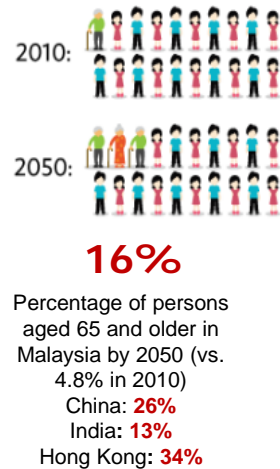 2010:
2050:
16%
Percentage of persons
aged 65 and older in
Malaysia by 2050 (vs.
4.8% in 2010)
China: 26%
India: 13%
Hong Kong: 34%